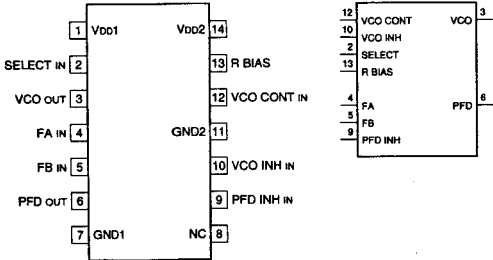 1 VDD1 VDD2 14
SELECT IN 2 13 R BIAS
VCO OUT 3 12 VCO CONT IN
FA IN 4 GND2 11
FB IN 5 10 VCO INH IN
PFD OUT 6 9 PFD INH IN
7 GND1 NC 8
12 VCO CONT VCO 3
10 VCO INH
2 SELECT
13 R BIAS
4 FA PFD 6
5 FB
9 PFD INH